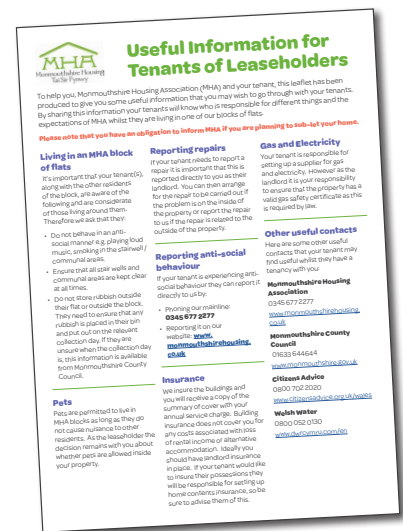 MHA
Monmouthshire Housing
Tai Sir Fynwy
Useful Information for
Tenants of Leaseholders
To help you, Monmouthshire Housing Association (MHA) and your tenant, this leaflet has been
produced to give you some useful information that you may wish to go through with your tenants.
By sharing this information your tenants will know who is responsible for different things and the
expectations of MHA whilst they are living in one of our blocks of flats.
Please note that you have an obligation to inform MHA if you are planning to sub-let your home.
Living in an MHA block
of flats
It's important that your tenant(s),
along with the other residents
of the block, are aware of the
following and are considerate
of those living around them.
Therefore we ask that they:
• Do not behave in an anti-
social manner e.g. playing loud
music, smoking in the stairwell /
communal areas.
• Ensure that all stair wells and
communal areas are kept clear
at all times.
• Do not store rubbish outside
their flat or outside the block.
They need to ensure that any
rubbish is placed in their bin
and put out on the relevant
collection day. If they are
unsure when the collection day
is, this information is available
from Monmouthshire County
Council.
Pets
Pets are permitted to live in
MHA blocks as long as they do
not cause nuisance to other
residents. As the leaseholder the
decision remains with you about
whether pets are allowed inside
your property.
Reporting repairs
If your tenant needs to report a
repair it is important that this is
reported directly to you as their
landlord. You can then arrange
for the repair to be carried out if
the problem is on the inside of
the property or report the repair
to us if the repair is related to the
outside of the property.
Reporting anti-social
behaviour
If your tenant is experiencing anti-
social behaviour they can report it
directly to us by:
• Phoning our mainline:
0345 677 2277
• Reporting it on our
website: www.
monmouthshirehousing.
co.uk
Insurance
We insure the buildings and
you will receive a copy of the
summary of cover with your
annual service charge. Building
insurance does not cover you for
any costs associated with loss
of rental income or alternative
accommodation. Ideally you
should have landlord insurance
in place. If your tenant would like
to insure their possessions they
will be responsible for setting up
home contents insurance, so be
sure to advise them of this.
Gas and Electricity
Your tenant is responsible for
setting up a supplier for gas
and electricity. However as the
landlord it is your responsibility
to ensure that the property has a
valid gas safety certificate as this
is required by law.
Other useful contacts
Here are some other useful
contacts that your tenant may
find useful whilst they have a
tenancy with you:
Monmouthshire Housing
Association
0345 677 2277
www.monmouthshirehousing.
co.uk
Monmouthshire County
Council
01633 644644
www.monmouthshire.gov.uk
Citizens Advice
0800 702 2020
www.citizensadvice.org.uk/wales
Welsh Water
0800 052 0130
www.dwrcymru.com/en